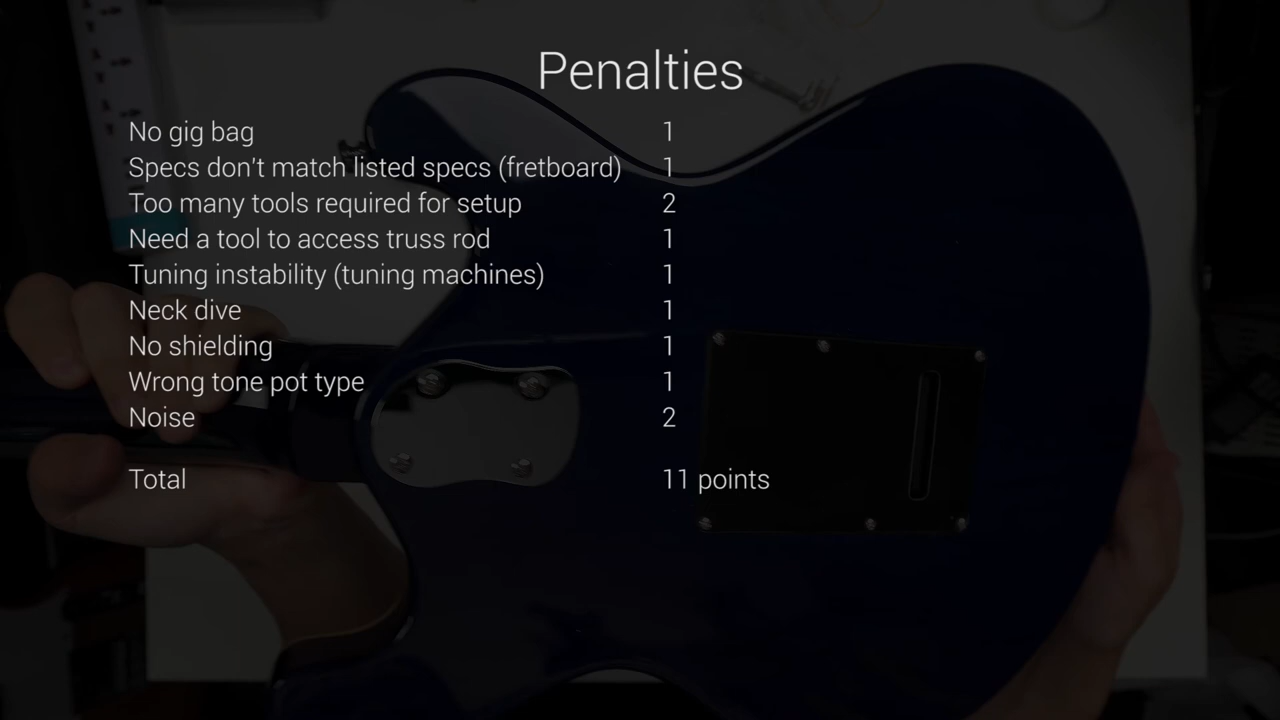 Penalties
No gig bag 1
Specs don't match listed specs (fretboard) 1
Too many tools required for setup 2
Need a tool to access truss rod 1
Tuning instability (tuning machines) 1
Neck dive 1
No shielding 1
Wrong tone pot type 1
Noise 2
Total 11 points